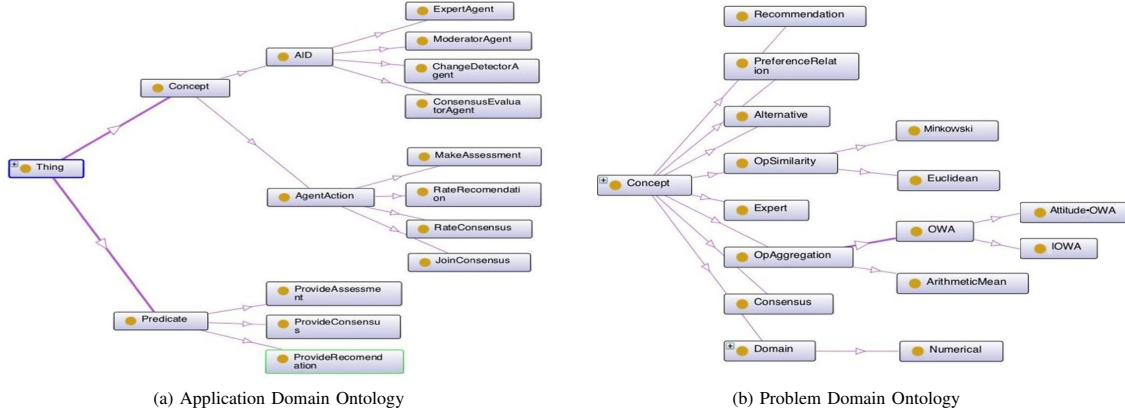 ExpertAgent
ModeratorAgent
AID
ChangeDetectorA
gent
Concept
ConsensusEvalua
torAgent
Thing
MakeAssessment
RateRecomendati
on
AgentAction
RateConsensus
JoinConsensus
ProvideAssessme
nt
Predicate
ProvideConsensu
s
ProvideRecomend
ation
(a) Application Domain Ontology
Recommendation
PreferenceRelat
ion
Alternative
Minkowski
OpSimilarity
Euclidean
Concept
Expert
Attitude-OWA
OWA
IOWA
OpAggregation
ArithmeticMean
Consensus
Domain
Numerical
(b) Problem Domain Ontology